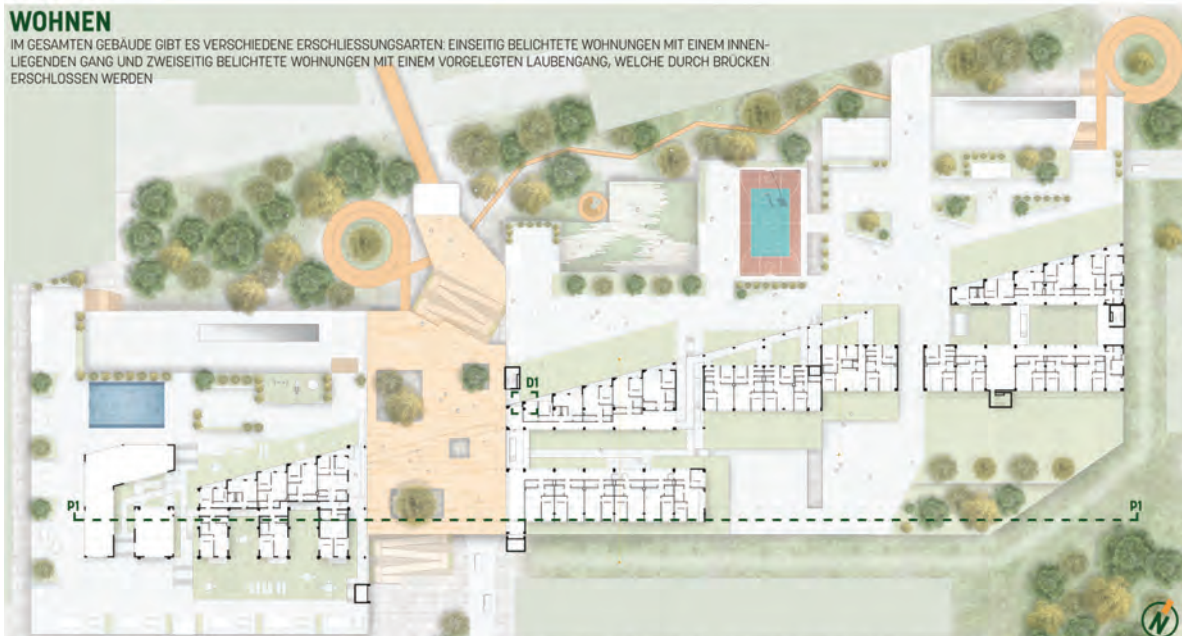 WOHNEN
IM GESAMTEN GEBÄUDE GIBT ES VERSCHIEDENE ERSCHLIESSUNGSARTEN: EINSEITIG BELICHTETE WOHNUNGEN MIT EINEM INNEN-
LIEGENDEN GANG UND ZWEISEITIG BELICHTETE WOHNUNGEN MIT EINEM VORGELEGTEN LAUBENGANG, WELCHE DURCH BRÜCKEN
ERSCHLOSSEN WERDEN
D1
P1
P1
N